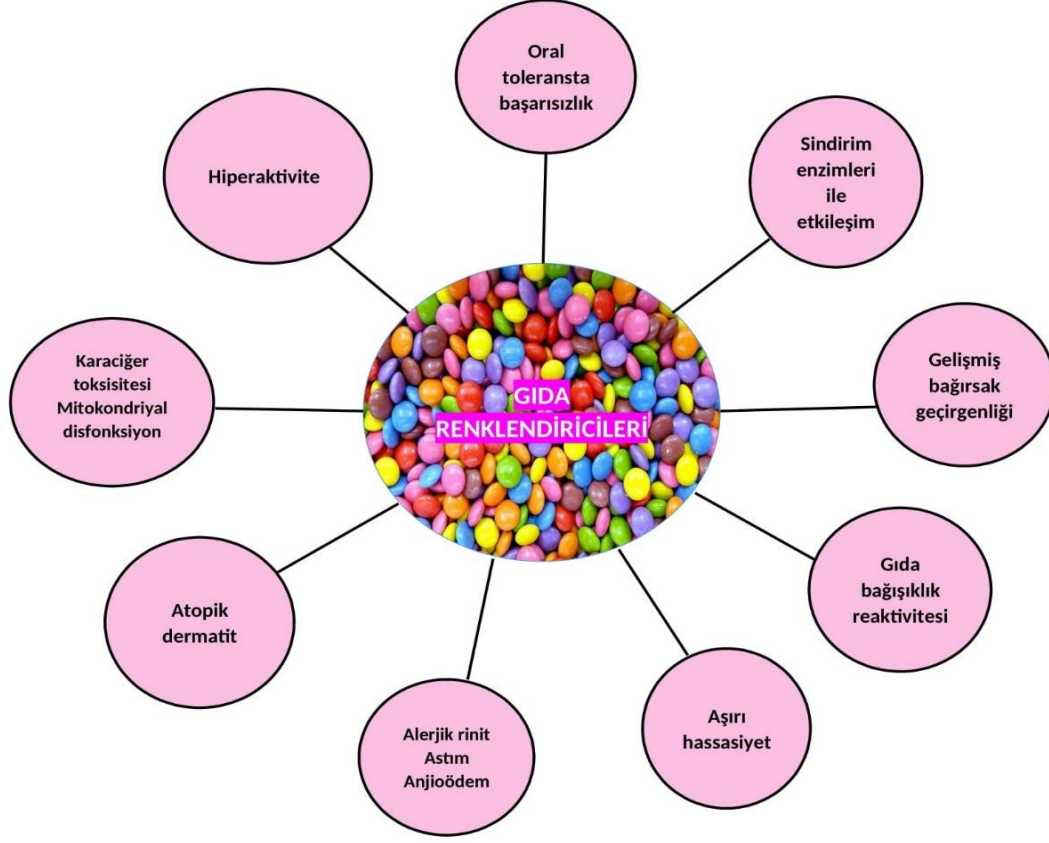 Oral
toleransta
başarısızlık
Sindirim
enzimleri
ile
etkileşim
Hiperaktivite
Gelişmiş
bağırsak
geçirgenliği
Karaciğer
toksisitesi
Mitokondriyal
disfonksiyon
GIDA
RENKLENDİRİCİLERİ
Gıda
bağışıklık
reaktivitesi
Atopik
dermatit
Aşırı
hassasiyet
Alerjik rinit
Astım
Anjioödem